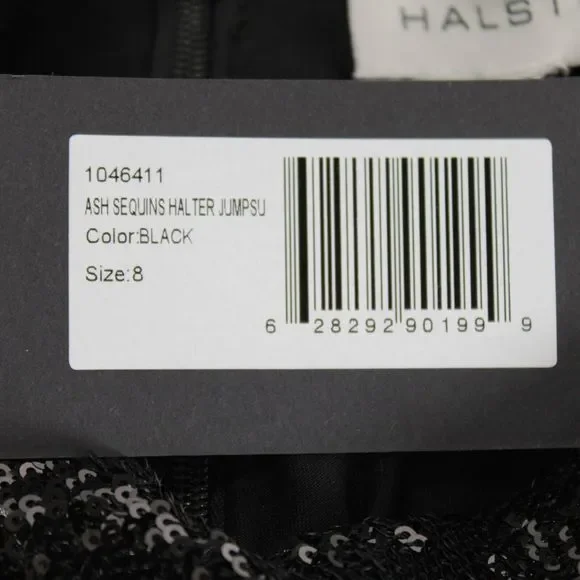 HALST
1046411
ASH SEQUINS HALTER JUMPSU
Color:BLACK
Size:8
6 28292 90199 9